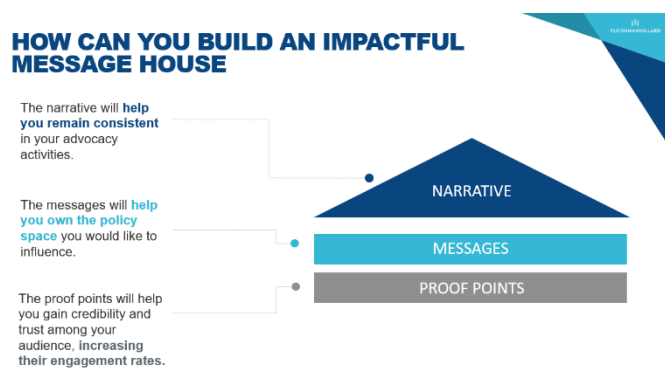 HOW CAN YOU BUILD AN IMPACTFUL
MESSAGE HOUSE
FLEISHMANHILLARD
The narrative will help
you remain consistent
in your advocacy
activities.
NARRATIVE
The messages will help
you own the policy
space you would like to
influence.
MESSAGES
The proof points will help
you gain credibility and
trust among your
audience, increasing
their engagement rates.
PROOF POINTS